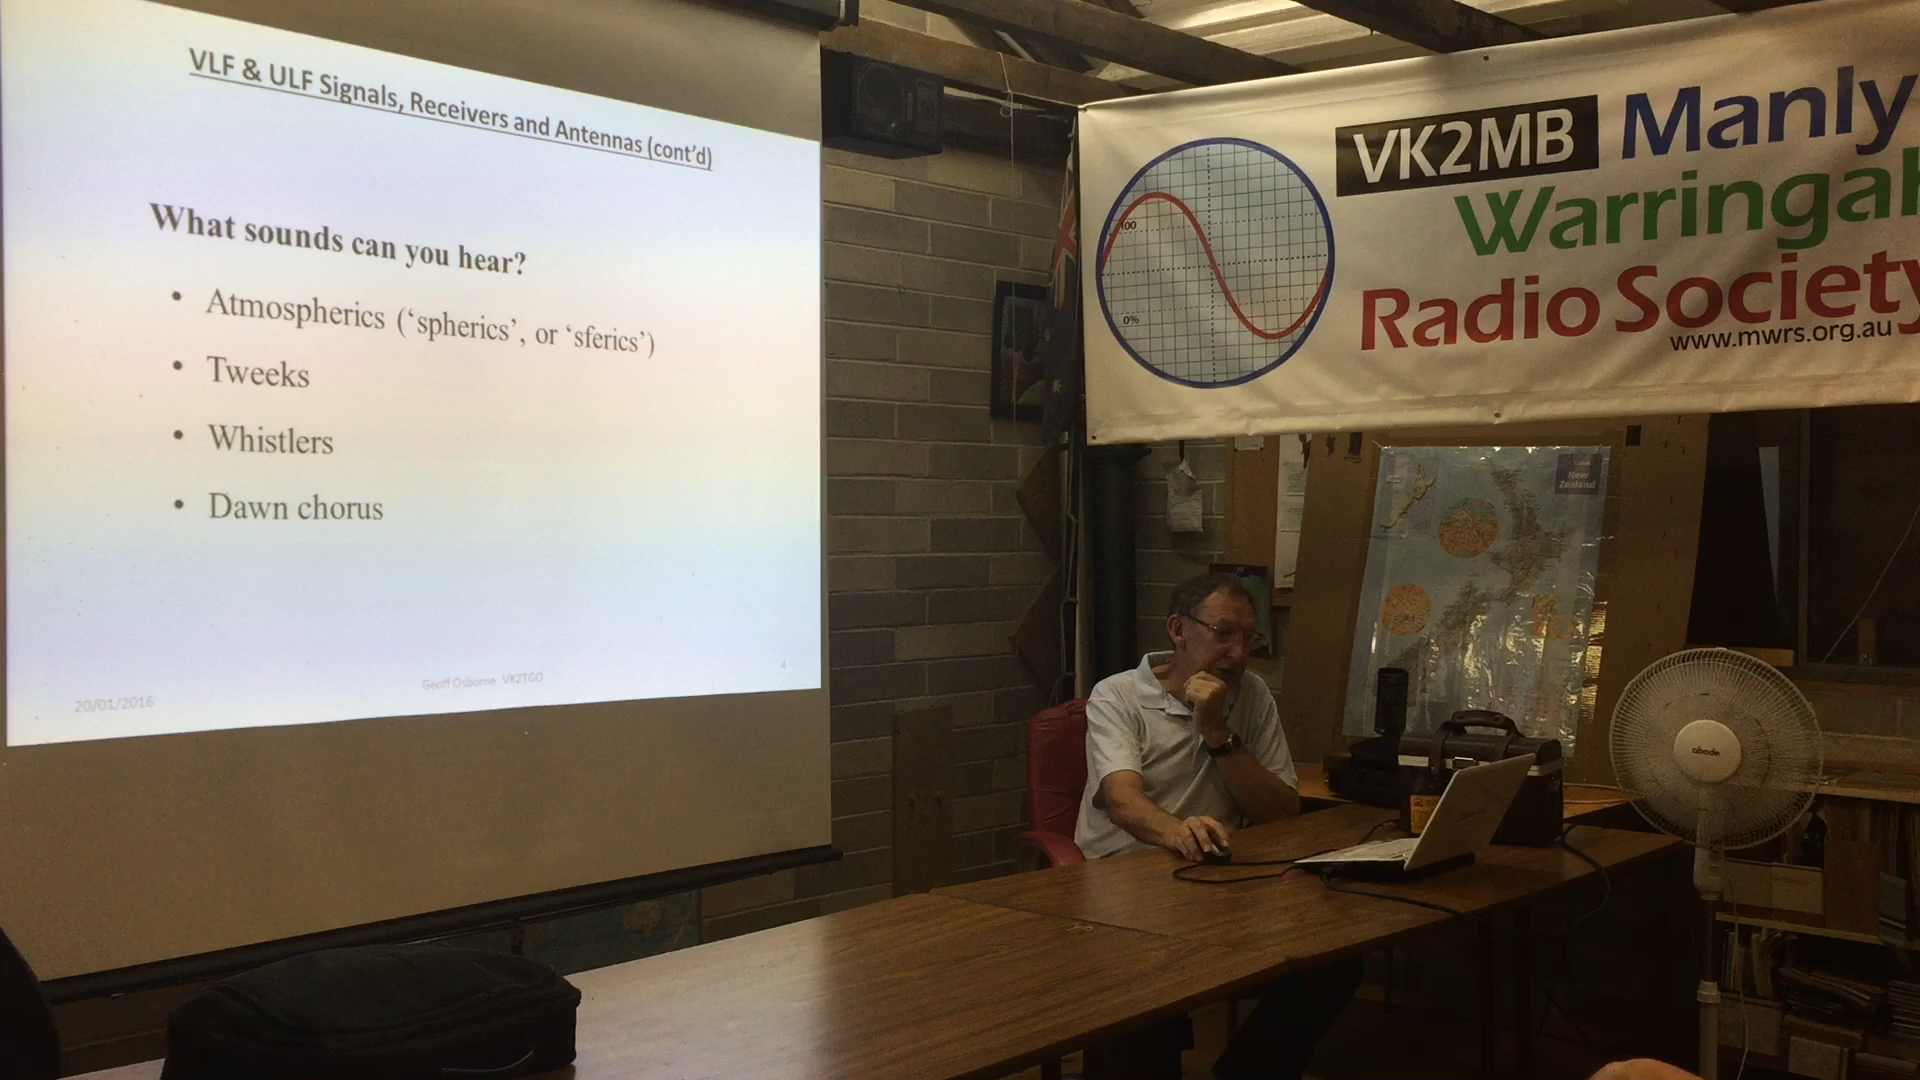 VLF & ULF Signals, Receivers and Antennas (cont'd)
What sounds can you hear?
• Atmospherics ('spherics', or 'sferics')
• Tweeks
• Whistlers
• Dawn chorus
20/01/2016
Geoff Osborne VK2TGO
4
VK2MB Manly
Warringah
Radio Society
www.mwrs.org.au
100
0%
New
Zealand
abode